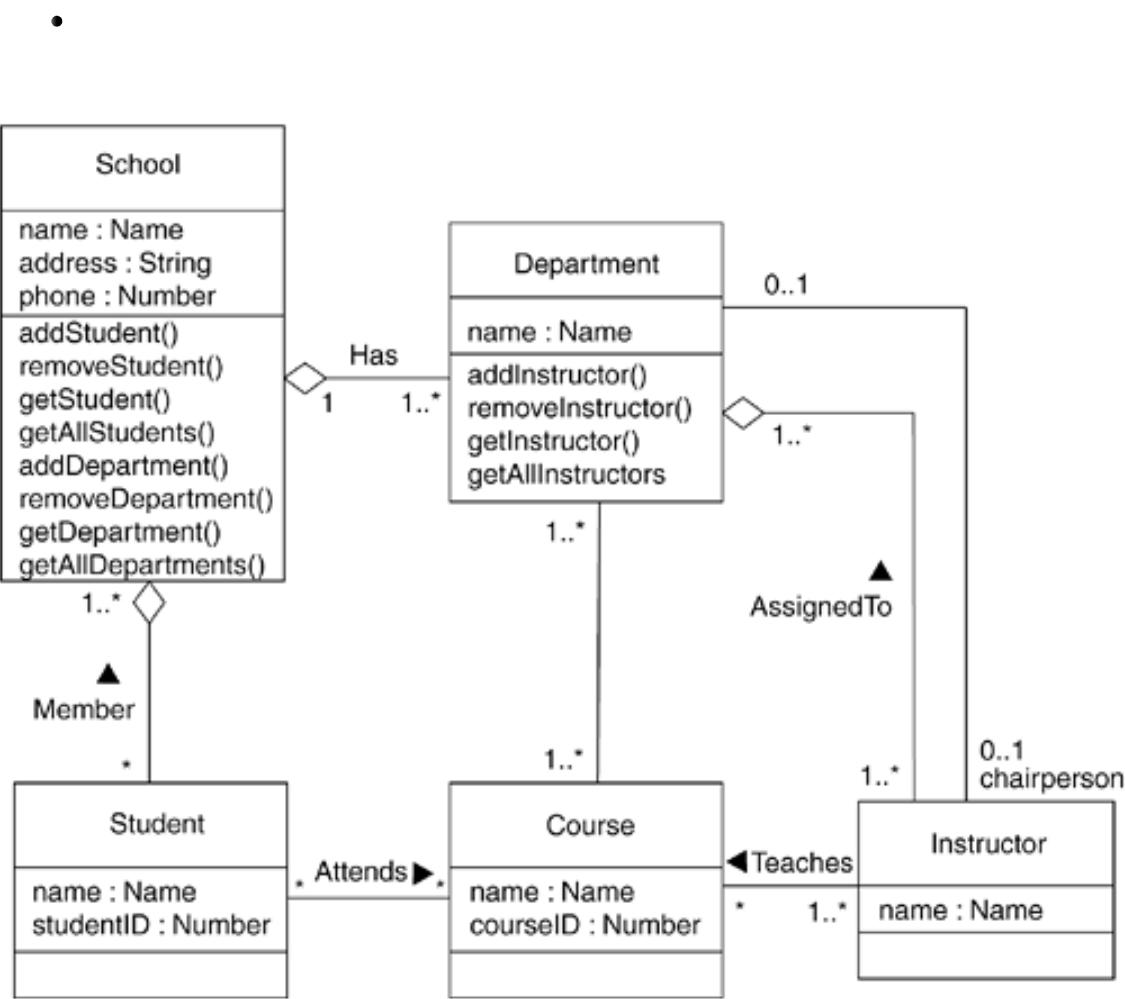 School
name : Name
address : String
phone : Number
addStudent()
removeStudent()
getStudent()
getAllStudents()
addDepartment()
removeDepartment()
getDepartment()
getAllDepartments()
Has
1
1..*
Department
name : Name
addInstructor()
removeInstructor()
getInstructor()
getAllInstructors
0..1
1..*
1..*
AssignedTo
1..*
Member
*
1..*
1..*
0..1
chairperson
Student
name : Name
studentID : Number
* Attends *
Course
name : Name
courseID : Number
Teaches
* 1..*
Instructor
name : Name